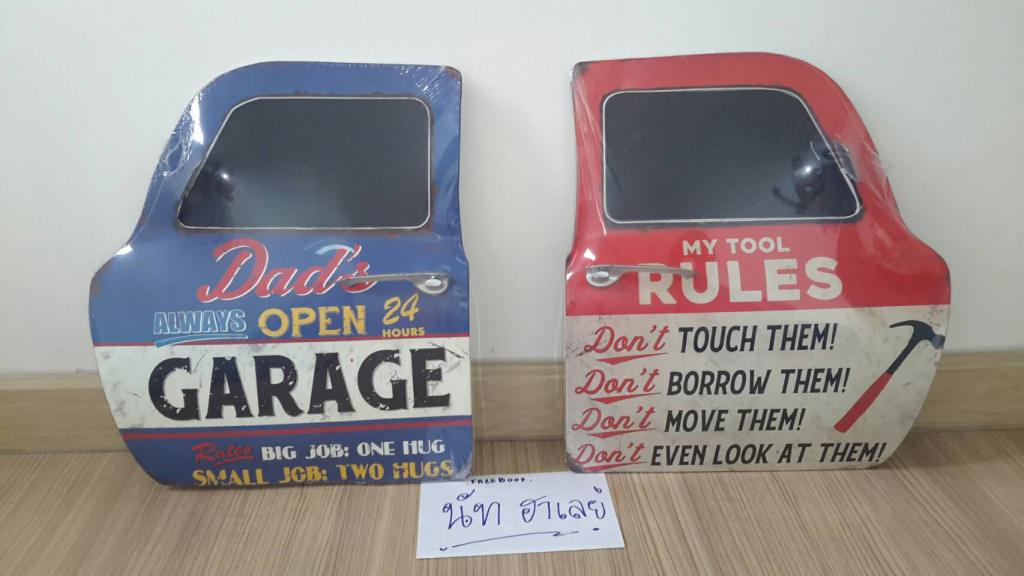 Dad's
ALWAYS OPEN 24 HOURS
GARAGE
Rates BIG JOB: ONE HUG
SMALL JOB: TWO HUGS
MY TOOL
RULES
Don't TOUCH THEM!
Don't BORROW THEM!
Don't MOVE THEM!
Don't EVEN LOOK AT THEM!
FACEBOOK.
นัท ฮาเลย์